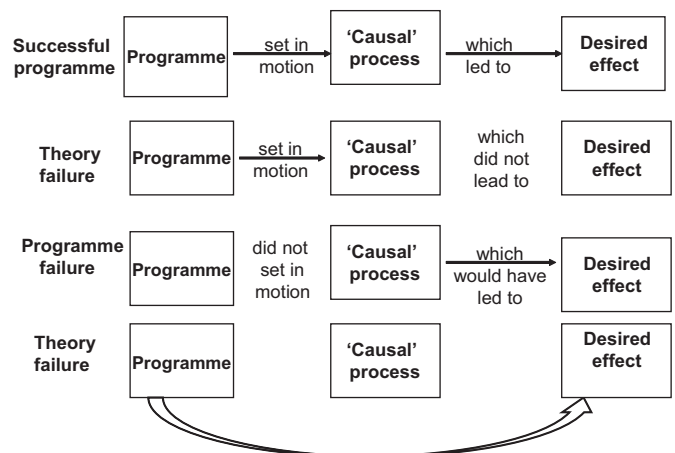 Successful
programme
Programme
set in
motion
‘Causal’
process
which
led to
Desired
effect
Theory
failure
Programme
set in
motion
‘Causal’
process
which
did not
lead to
Desired
effect
Programme
failure
Programme
did not
set in
motion
‘Causal’
process
which
would have
led to
Desired
effect
Theory
failure
Programme
‘Causal’
process
Desired
effect